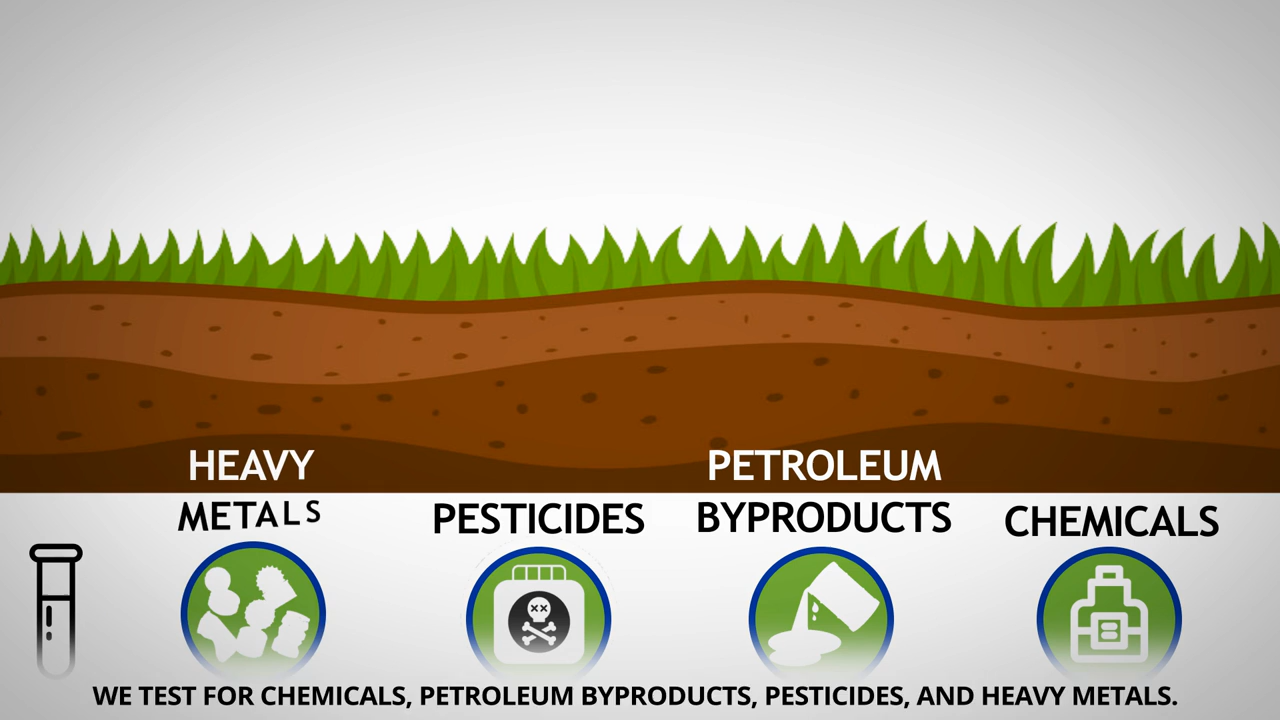 HEAVY
METALS
PESTICIDES
PETROLEUM
BYPRODUCTS
CHEMICALS
WE TEST FOR CHEMICALS, PETROLEUM BYPRODUCTS, PESTICIDES, AND HEAVY METALS.